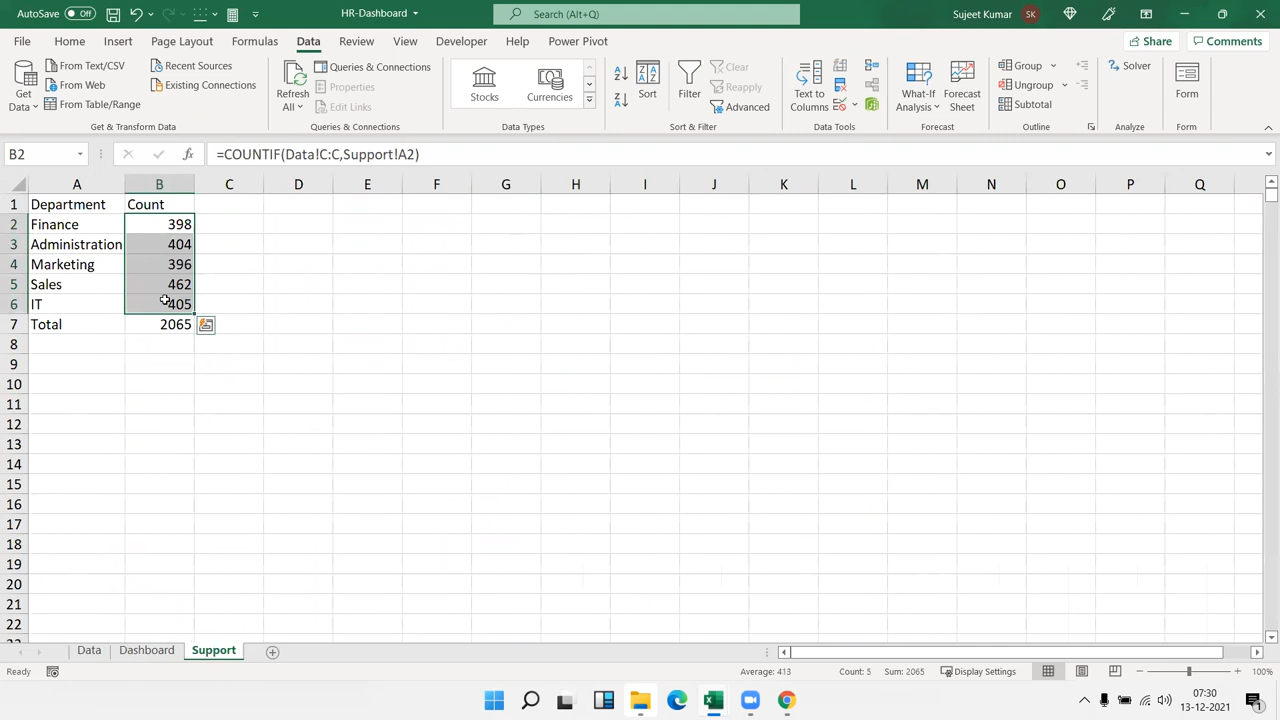 AutoSave Off HR-Dashboard Search (Alt+Q) Sujeet Kumar SK
File Home Insert Page Layout Formulas Data Review View Developer Help Power Pivot Share Comments
Get Data From Text/CSV From Web From Table/Range Recent Sources Existing Connections
Refresh All Queries & Connections Properties Edit Links
Stocks Currencies
Sort Filter Clear Reapply Advanced
Text to Columns
What-If Analysis Forecast Sheet
Group Ungroup Subtotal Solver Form
Get & Transform Data Queries & Connections Data Types Sort & Filter Data Tools Forecast Outline Analyze Form
B2 fx =COUNTIF(Data!C:C,Support!A2)
A B C D E F G H I J K L M N O P Q
1 Department Count
2 Finance 398
3 Administration 404
4 Marketing 396
5 Sales 462
6 IT 405
7 Total 2065
8
9
10
11
12
13
14
15
16
17
18
19
20
21
22
Data Dashboard Support
Ready Average: 413 Count: 5 Sum: 2065 Display Settings 100%
07:30
13-12-2021